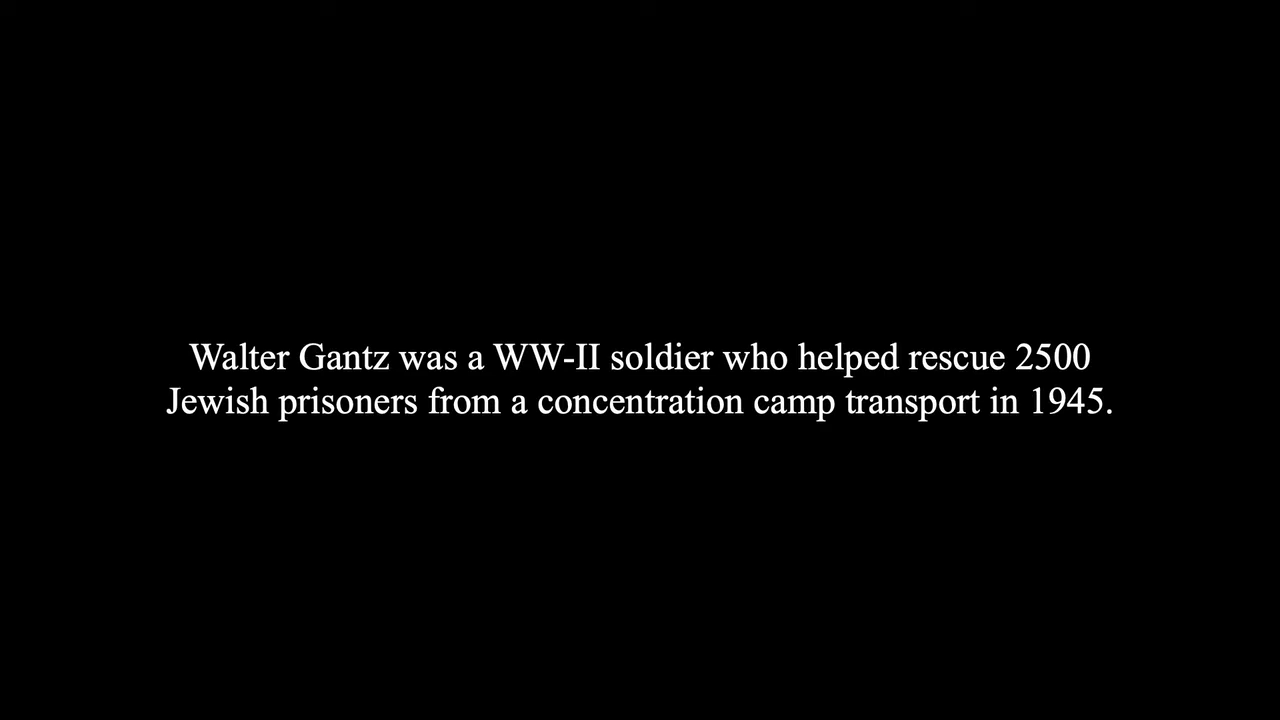 Walter Gantz was a WW-II soldier who helped rescue 2500
Jewish prisoners from a concentration camp transport in 1945.